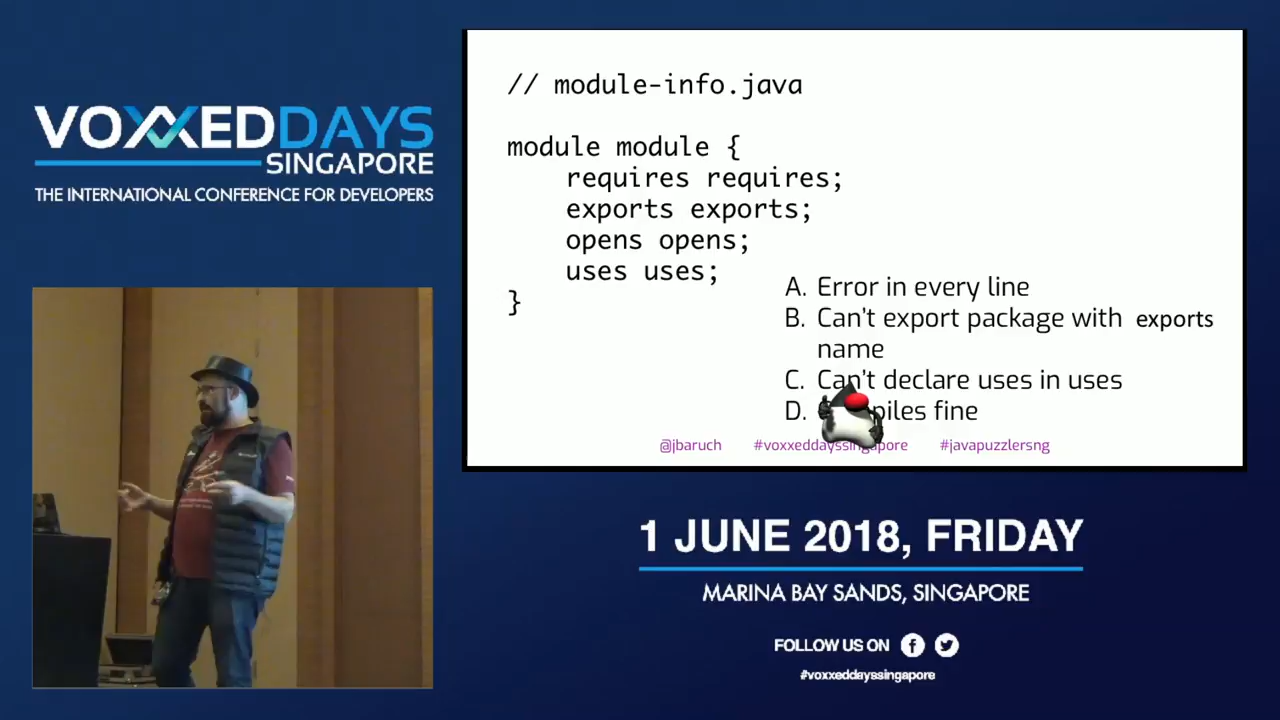 VOXXEDDAYS
SINGAPORE
THE INTERNATIONAL CONFERENCE FOR DEVELOPERS
// module-info.java
module module {
requires requires;
exports exports;
opens opens;
uses uses;
}
A. Error in every line
B. Can't export package with exports
name
C. Can't declare uses in uses
D. fine
@jbaruch #voxxeddayssingapore #javapuzzlersng
1 JUNE 2018, FRIDAY
MARINA BAY SANDS, SINGAPORE
FOLLOW US ON
#voxxeddayssingapore